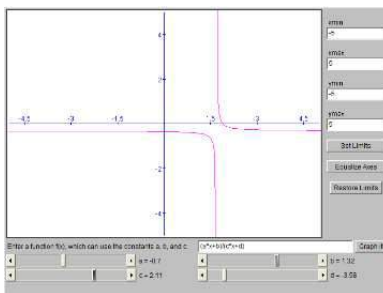 xmin
-5
xmax
5
ymin
-5
ymax
5
Set Limits
Equalize Axes
Restore Limits
-4.5
-3
-1.5
1.5
3
4.5
2
-2
-4
Enter a function f(x), which can use the constants a, b, and c:
(a*x+b)/(c*x+d)
Graph it
a = -0.7
b = 1.32
c = 2.11
d = -3.58